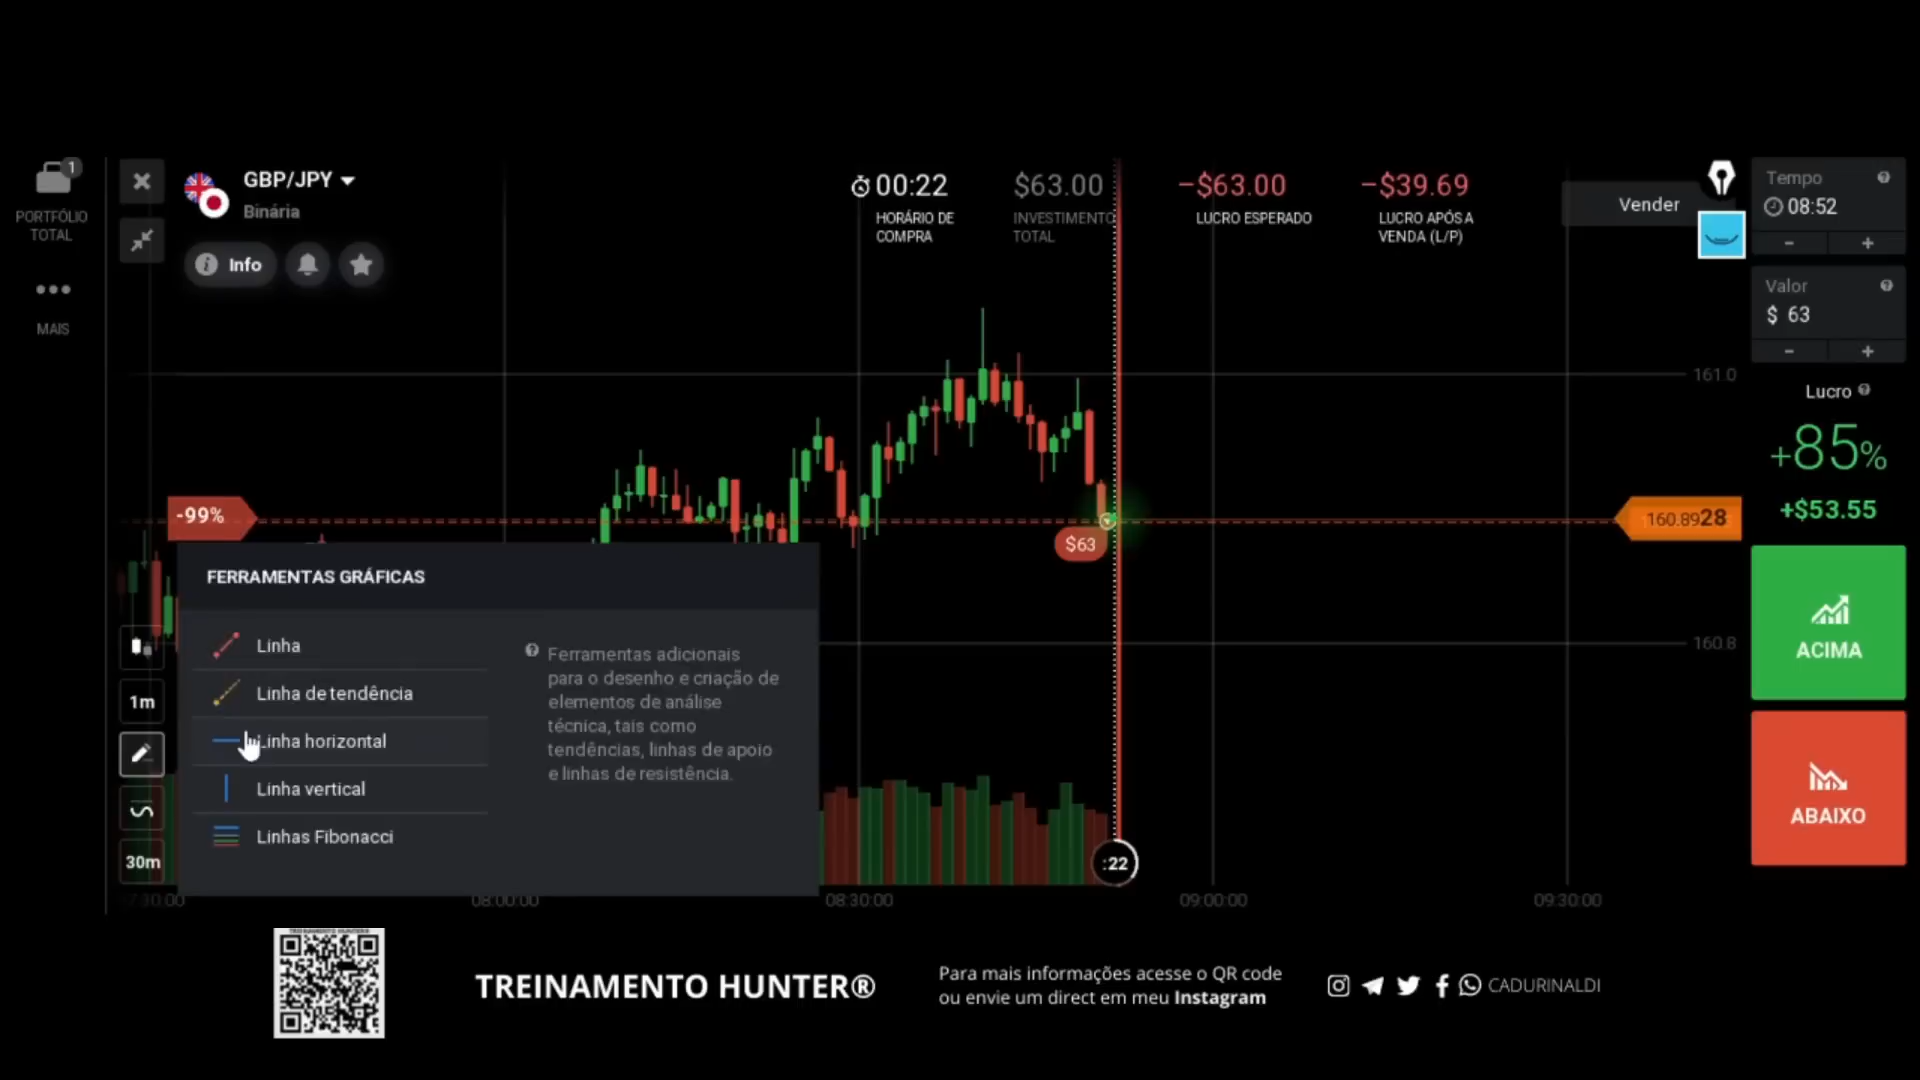 1
PORTFÓLIO
TOTAL
MAIS
GBP/JPY
Binária
Info
00:22
HORÁRIO DE
COMPRA
$63.00
INVESTIMENTO
TOTAL
−$63.00
LUCRO ESPERADO
−$39.69
LUCRO APÓS A
VENDA (L/P)
Vender
Tempo
08:52
-
+
Valor
$ 63
-
+
Lucro
+85%
+$53.55
ACIMA
ABAIXO
161.0
160.8928
160.8
-99%
$63
FERRAMENTAS GRÁFICAS
Linha
Linha de tendência
Linha horizontal
Linha vertical
Linhas Fibonacci
Ferramentas adicionais
para o desenho e criação de
elementos de análise
técnica, tais como
tendências, linhas de apoio
e linhas de resistência.
1m
30m
:22
08:00:00
08:30:00
09:00:00
09:30:00
TREINAMENTO HUNTER®
TREINAMENTO HUNTER®
Para mais informações acesse o QR code
ou envie um direct em meu Instagram
CADURINALDI